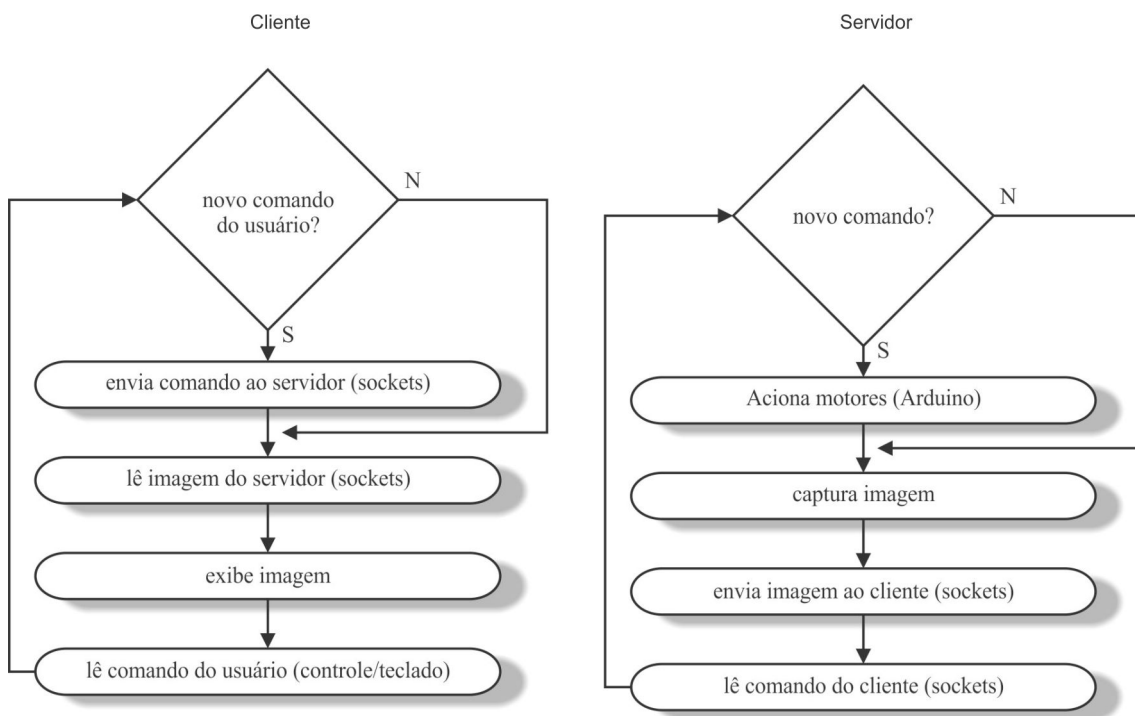 Cliente
novo comando
do usuário?
N
S
envia comando ao servidor (sockets)
lê imagem do servidor (sockets)
exibe imagem
lê comando do usuário (controle/teclado)
Servidor
novo comando?
N
S
Aciona motores (Arduino)
captura imagem
envia imagem ao cliente (sockets)
lê comando do cliente (sockets)